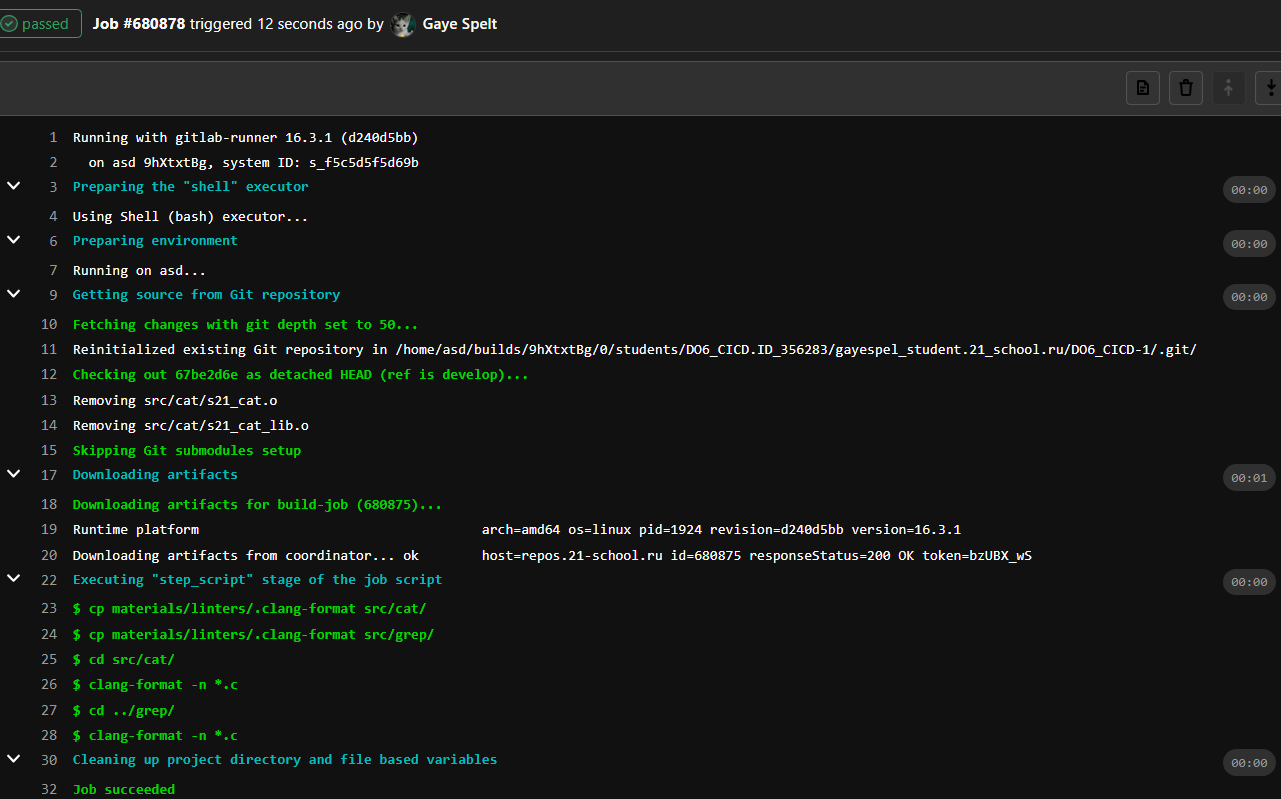 passed Job #680878 triggered 12 seconds ago by Gaye Spelt
1 Running with gitlab-runner 16.3.1 (d240d5bb)
2 on asd 9hXtxtBg, system ID: s_f5c5d5f5d69b
3 Preparing the "shell" executor 00:00
4 Using Shell (bash) executor...
6 Preparing environment 00:00
7 Running on asd...
9 Getting source from Git repository 00:00
10 Fetching changes with git depth set to 50...
11 Reinitialized existing Git repository in /home/asd/builds/9hXtxtBg/0/students/DO6_CICD.ID_356283/gayespel_student.21_school.ru/DO6_CICD-1/.git/
12 Checking out 67be2d6e as detached HEAD (ref is develop)...
13 Removing src/cat/s21_cat.o
14 Removing src/cat/s21_cat_lib.o
15 Skipping Git submodules setup
17 Downloading artifacts 00:01
18 Downloading artifacts for build-job (680875)...
19 Runtime platform arch=amd64 os=linux pid=1924 revision=d240d5bb version=16.3.1
20 Downloading artifacts from coordinator... ok host=repos.21-school.ru id=680875 responseStatus=200 OK token=bzUBX_wS
22 Executing "step_script" stage of the job script 00:00
23 $ cp materials/linters/.clang-format src/cat/
24 $ cp materials/linters/.clang-format src/grep/
25 $ cd src/cat/
26 $ clang-format -n *.c
27 $ cd ../grep/
28 $ clang-format -n *.c
30 Cleaning up project directory and file based variables 00:00
32 Job succeeded